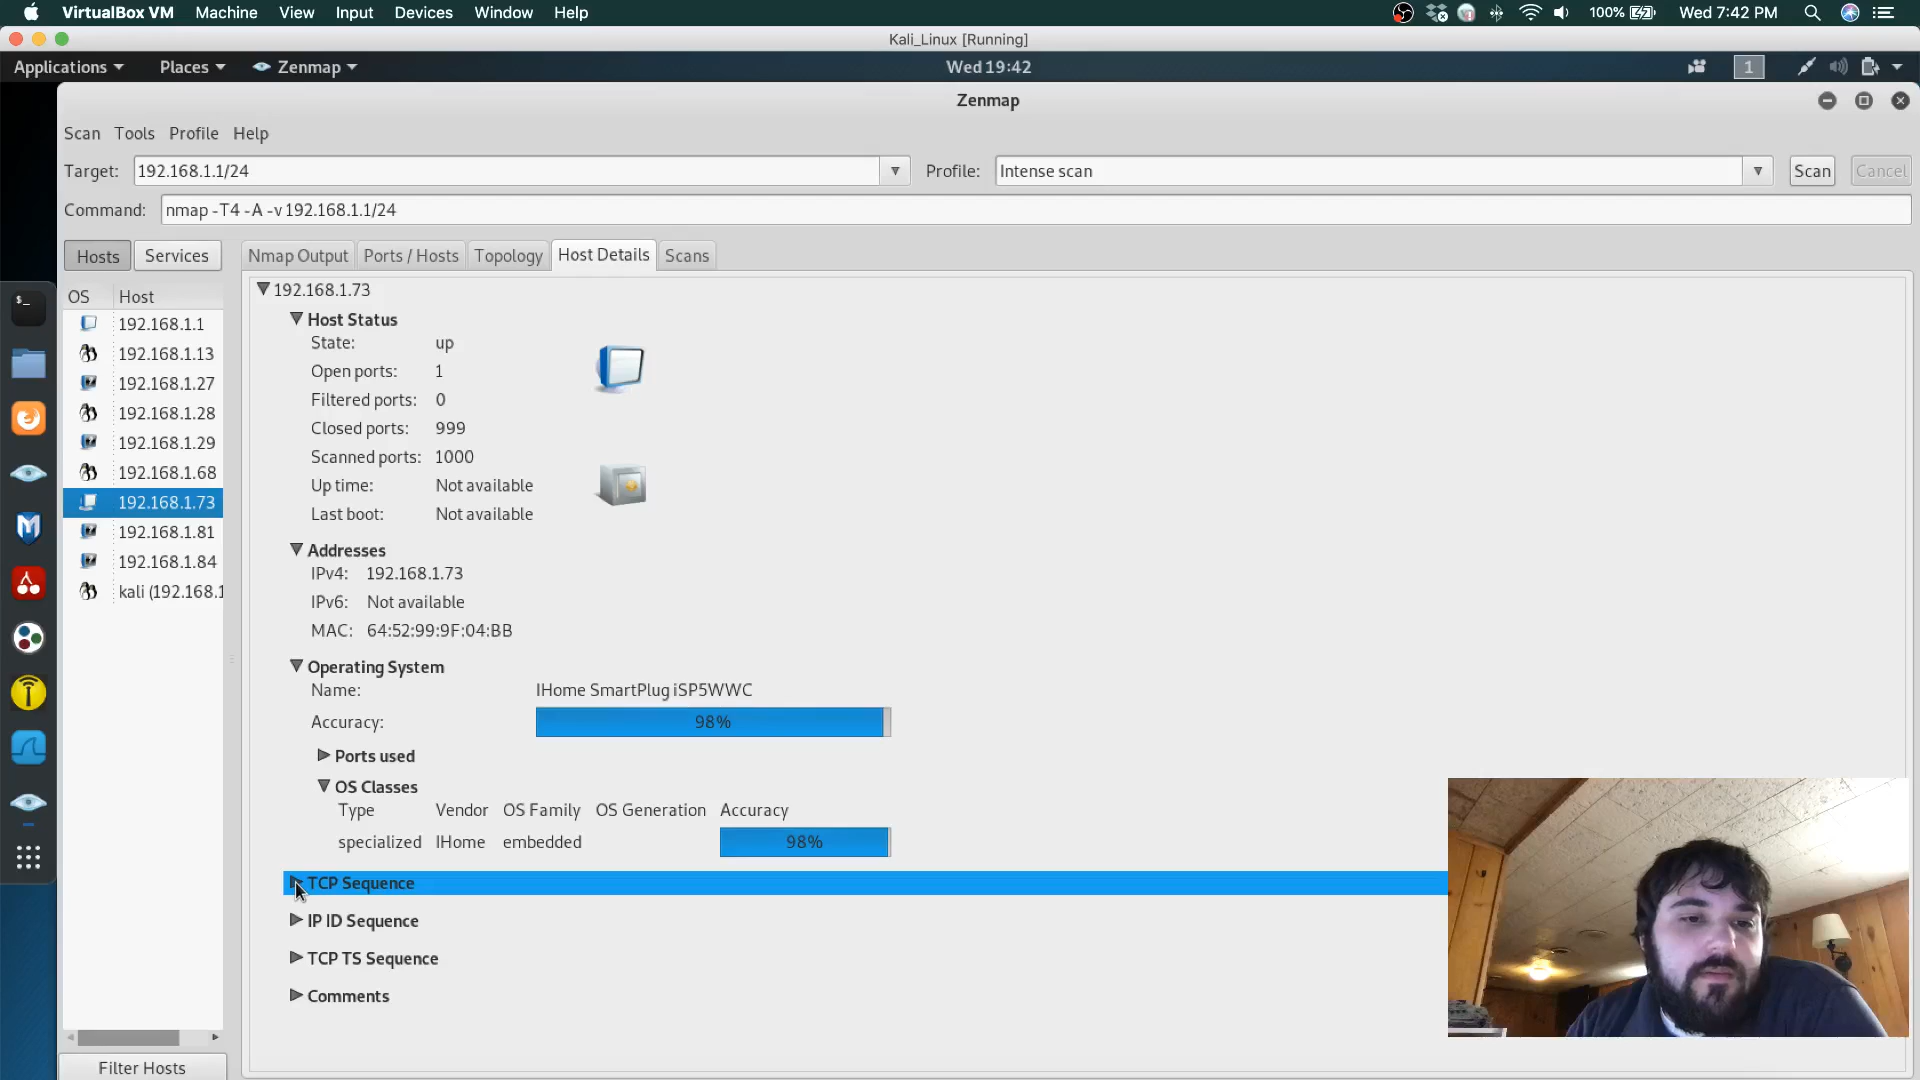 VirtualBox VM Machine View Input Devices Window Help 100% Wed 7:42 PM
Kali_Linux [Running]
Applications Places Zenmap Wed 19:42 1
Zenmap
Scan Tools Profile Help
Target: 192.168.1.1/24 Profile: Intense scan Scan Cancel
Command: nmap -T4 -A -v 192.168.1.1/24
Hosts Services Nmap Output Ports / Hosts Topology Host Details Scans
OS Host
192.168.1.1
192.168.1.13
192.168.1.27
192.168.1.28
192.168.1.29
192.168.1.68
192.168.1.73
192.168.1.81
192.168.1.84
kali (192.168.1
Filter Hosts
192.168.1.73
Host Status
State: up
Open ports: 1
Filtered ports: 0
Closed ports: 999
Scanned ports: 1000
Up time: Not available
Last boot: Not available
Addresses
IPv4: 192.168.1.73
IPv6: Not available
MAC: 64:52:99:9F:04:BB
Operating System
Name: IHome SmartPlug iSP5WWC
Accuracy: 98%
Ports used
OS Classes
Type Vendor OS Family OS Generation Accuracy
specialized IHome embedded 98%
TCP Sequence
IP ID Sequence
TCP TS Sequence
Comments